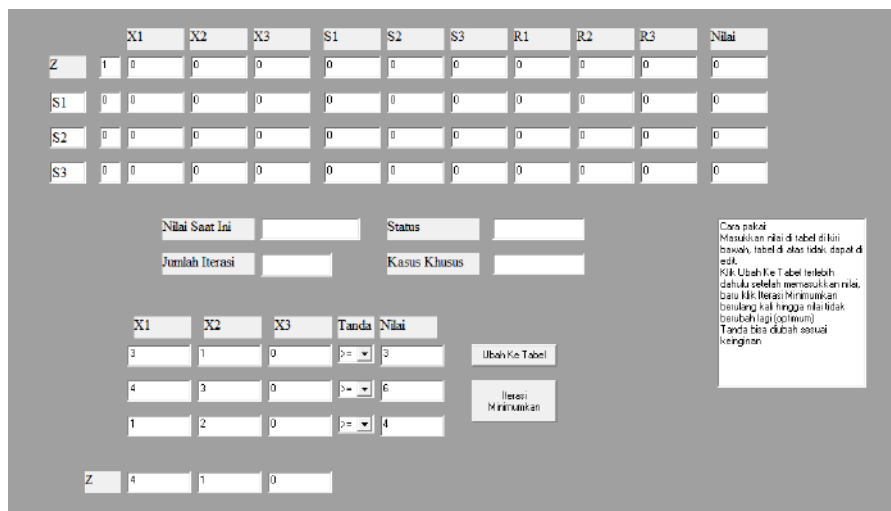 X1 X2 X3 S1 S2 S3 R1 R2 R3 Nilai
Z 1 0 0 0 0 0 0 0 0 0 0
S1 0 0 0 0 0 0 0 0 0 0 0
S2 0 0 0 0 0 0 0 0 0 0 0
S3 0 0 0 0 0 0 0 0 0 0 0
Nilai Saat Ini Status
Jumlah Iterasi Kasus Khusus
Cara pakai:
Masukkan nilai di tabel di kiri
bawah, tabel di atas tidak dapat di
edit.
Klik Ubah Ke Tabel terlebih
dahulu setelah memasukkan nilai,
baru klik Iterasi Minimumkan
berulang kali hingga nilai tidak
berubah lagi (optimum)
Tanda bisa diubah sesuai
keinginan
X1 X2 X3 Tanda Nilai
3 1 0 >= 3
4 3 0 >= 6
1 2 0 >= 4
Ubah Ke Tabel
Iterasi
Minimumkan
Z 4 1 0